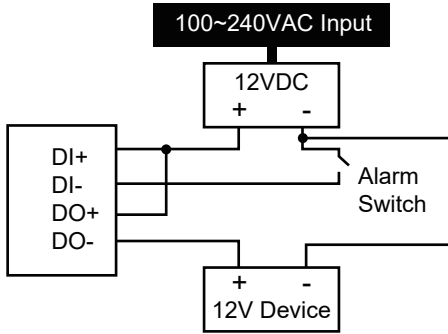 100~240VAC Input
12VDC
+ -
DI+
DI-
DO+
DO-
Alarm
Switch
+ -
12V Device